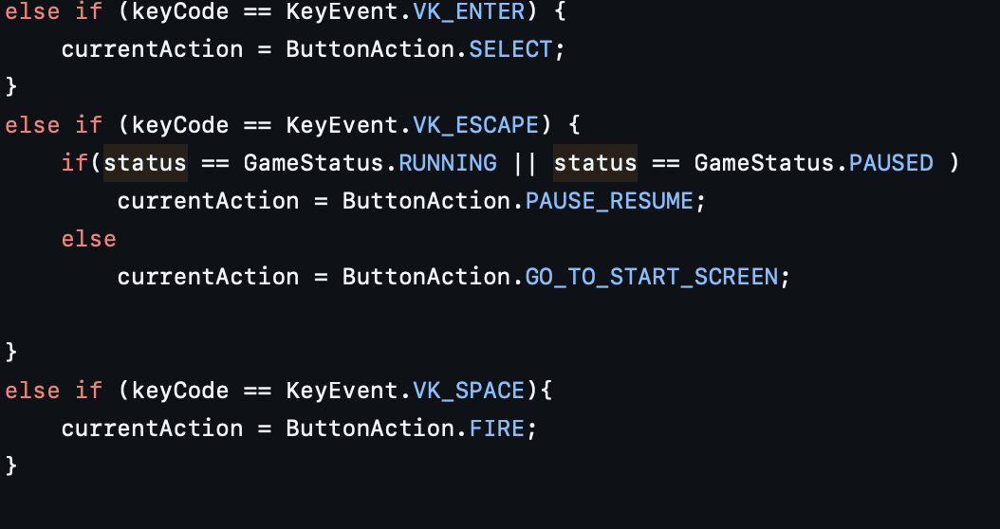 else if (keyCode == KeyEvent.VK_ENTER) {
    currentAction = ButtonAction.SELECT;
}
else if (keyCode == KeyEvent.VK_ESCAPE) {
    if(status == GameStatus.RUNNING || status == GameStatus.PAUSED )
        currentAction = ButtonAction.PAUSE_RESUME;
    else
        currentAction = ButtonAction.GO_TO_START_SCREEN;

}
else if (keyCode == KeyEvent.VK_SPACE){
    currentAction = ButtonAction.FIRE;
}